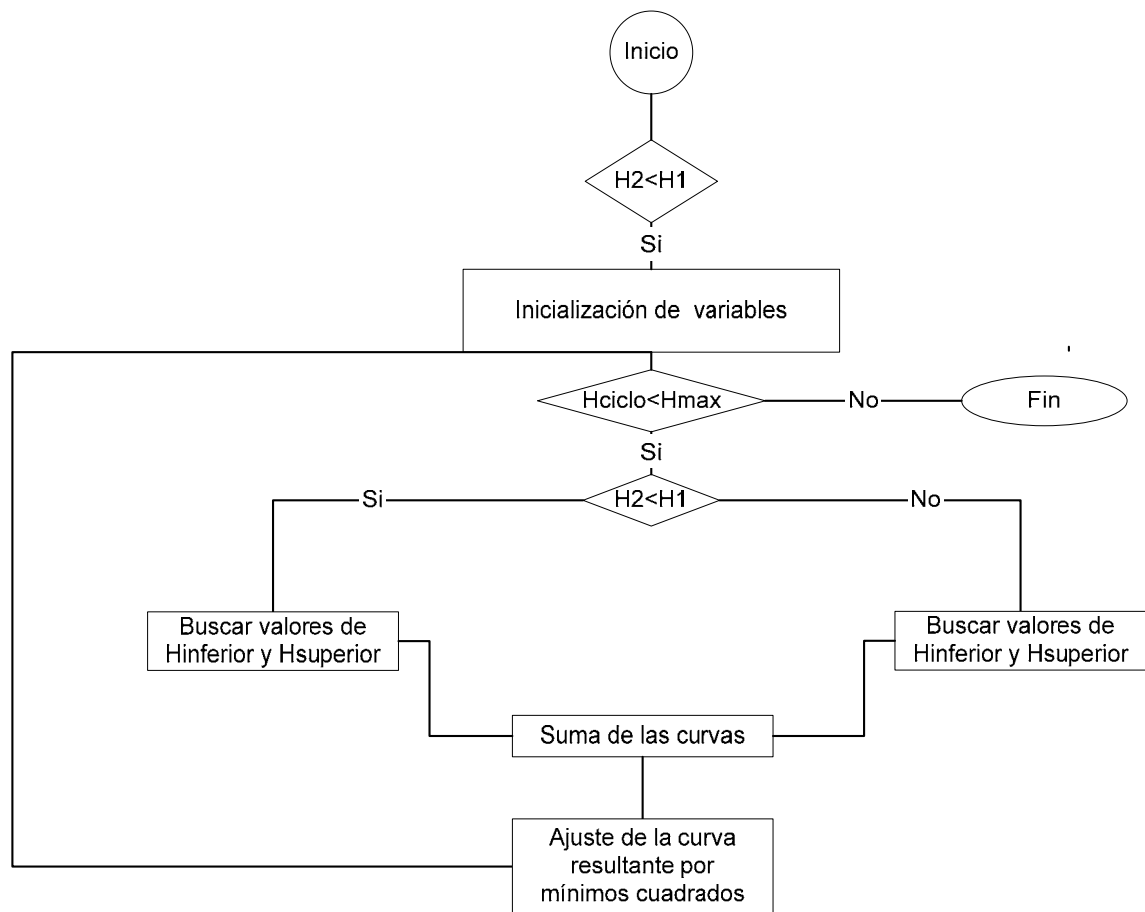 Inicio
H2<H1
Si
Inicialización de variables
Hciclo<Hmax
No
Fin
Si
Si
H2<H1
No
Buscar valores de
Hinferior y Hsuperior
Buscar valores de
Hinferior y Hsuperior
Suma de las curvas
Ajuste de la curva
resultante por
mínimos cuadrados